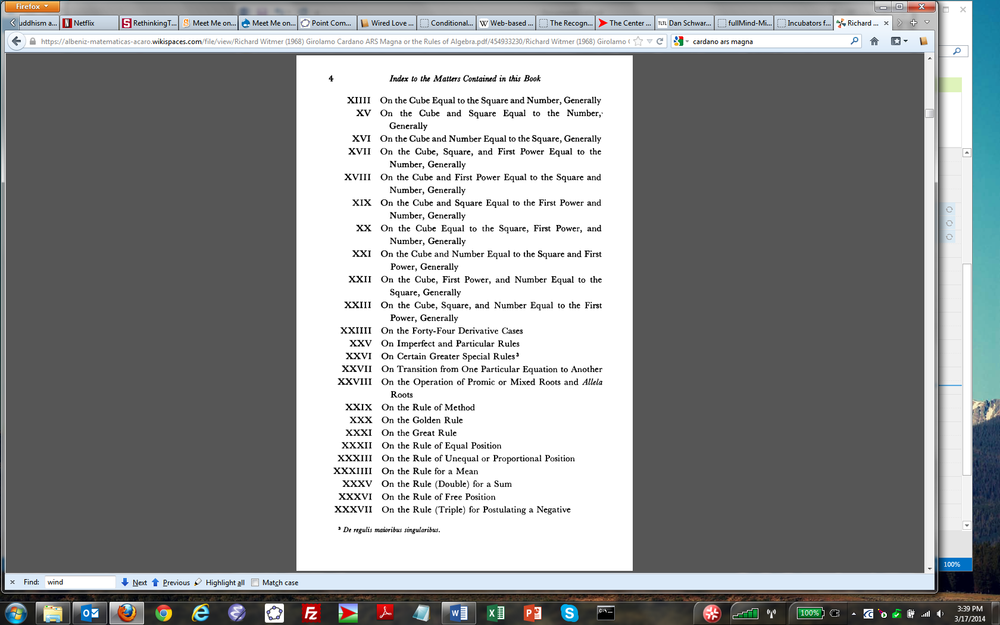 Firefox
uddhism a...
Netflix
RethinkingT...
Meet Me on...
Meet Me on...
Point Com...
Wired Love ...
Conditional...
Web-based ...
The Recogn...
The Center ...
TLTL Dan Schwar...
fullMind-Mi...
Incubators f...
Richard ...
https://albeniz-matematicas-acaro.wikispaces.com/file/view/Richard Witmer (1968) Girolamo Cardano ARS Magna or the Rules of Algebra.pdf/454933230/Richard Witmer (1968) Girolamo C
cardano ars magna
4 Index to the Matters Contained in this Book
XIIII On the Cube Equal to the Square and Number, Generally
XV On the Cube and Square Equal to the Number,
Generally
XVI On the Cube and Number Equal to the Square, Generally
XVII On the Cube, Square, and First Power Equal to the
Number, Generally
XVIII On the Cube and First Power Equal to the Square and
Number, Generally
XIX On the Cube and Square Equal to the First Power and
Number, Generally
XX On the Cube Equal to the Square, First Power, and
Number, Generally
XXI On the Cube and Number Equal to the Square and First
Power, Generally
XXII On the Cube, First Power, and Number Equal to the
Square, Generally
XXIII On the Cube, Square, and Number Equal to the First
Power, Generally
XXIIII On the Forty-Four Derivative Cases
XXV On Imperfect and Particular Rules
XXVI On Certain Greater Special Rules³
XXVII On Transition from One Particular Equation to Another
XXVIII On the Operation of Promic or Mixed Roots and Allela
Roots
XXIX On the Rule of Method
XXX On the Golden Rule
XXXI On the Great Rule
XXXII On the Rule of Equal Position
XXXIII On the Rule of Unequal or Proportional Position
XXXIIII On the Rule for a Mean
XXXV On the Rule (Double) for a Sum
XXXVI On the Rule of Free Position
XXXVII On the Rule (Triple) for Postulating a Negative
³ De regulis maioribus singularibus.
100%
Find: wind Next Previous Highlight all Match case
100%
3:39 PM
3/17/2014